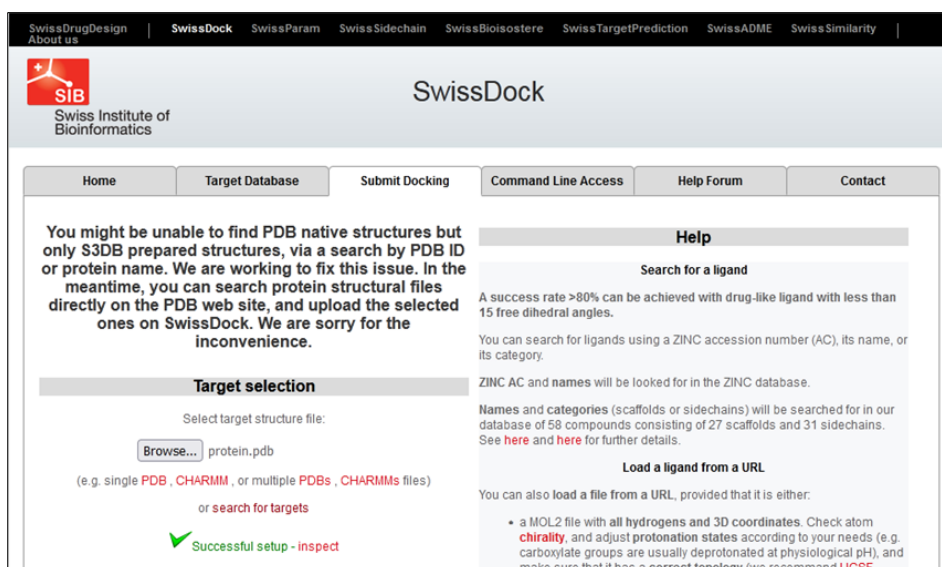 SwissDrugDesign | SwissDock SwissParam SwissSidechain SwissBioisostere SwissTargetPrediction SwissADME SwissSimilarity |
About us
SIB
Swiss Institute of
Bioinformatics
SwissDock
Home Target Database Submit Docking Command Line Access Help Forum Contact
You might be unable to find PDB native structures but
only S3DB prepared structures, via a search by PDB ID
or protein name. We are working to fix this issue. In the
meantime, you can search protein structural files
directly on the PDB web site, and upload the selected
ones on SwissDock. We are sorry for the
inconvenience.
Target selection
Select target structure file:
Browse... protein.pdb
(e.g. single PDB , CHARMM , or multiple PDBs , CHARMMs files)
or search for targets
Successful setup - inspect
Help
Search for a ligand
A success rate >80% can be achieved with drug-like ligand with less than
15 free dihedral angles.
You can search for ligands using a ZINC accession number (AC), its name, or
its category.
ZINC AC and names will be looked for in the ZINC database.
Names and categories (scaffolds or sidechains) will be searched for in our
database of 58 compounds consisting of 27 scaffolds and 31 sidechains.
See here and here for further details.
Load a ligand from a URL
You can also load a file from a URL, provided that it is either:
• a MOL2 file with all hydrogens and 3D coordinates. Check atom
chirality, and adjust protonation states according to your needs (e.g.
carboxylate groups are usually deprotonated at physiological pH), and
make sure that it has a correct topology (we recommend UCSF